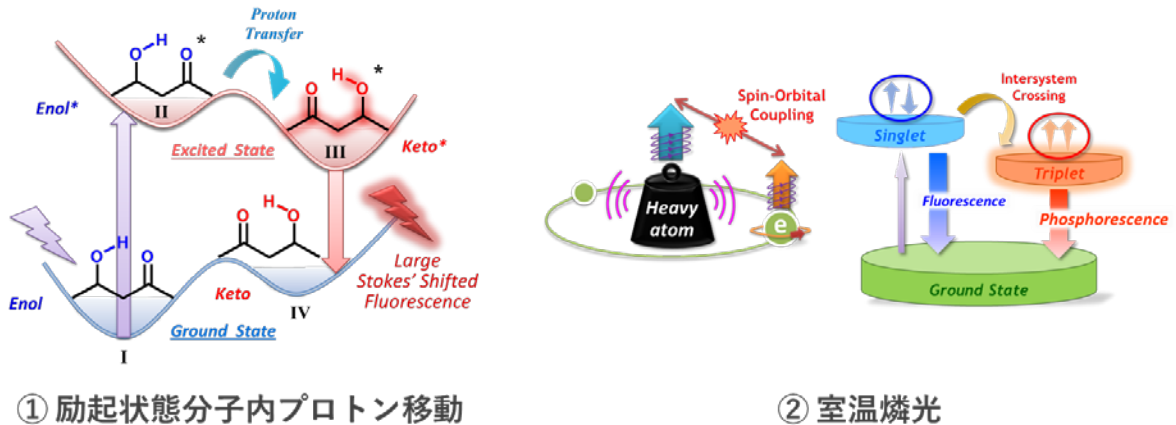 Proton
Transfer
H
O
O
*
H
O
O
*
Enol*
II
Excited State
III
Keto*
H
O
O
H
O
O
Enol
Keto
IV
Ground State
I
Large
Stokes' Shifted
Fluorescence
① 励起状態分子内プロトン移動
Spin-Orbital
Coupling
Heavy
atom
e
Intersystem
Crossing
Singlet
Triplet
Fluorescence
Phosphorescence
Ground State
② 室温燐光